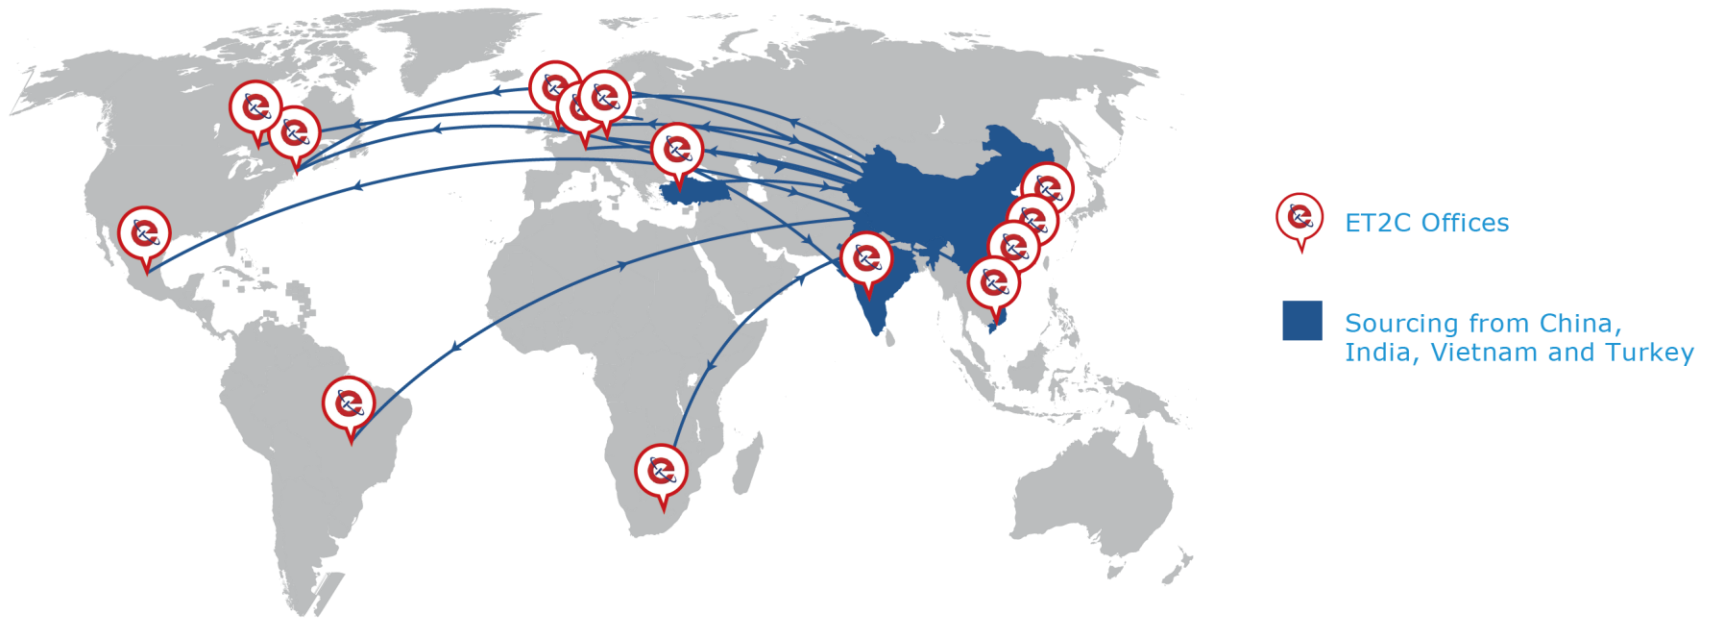 ET2C Offices
Sourcing from China,
India, Vietnam and Turkey